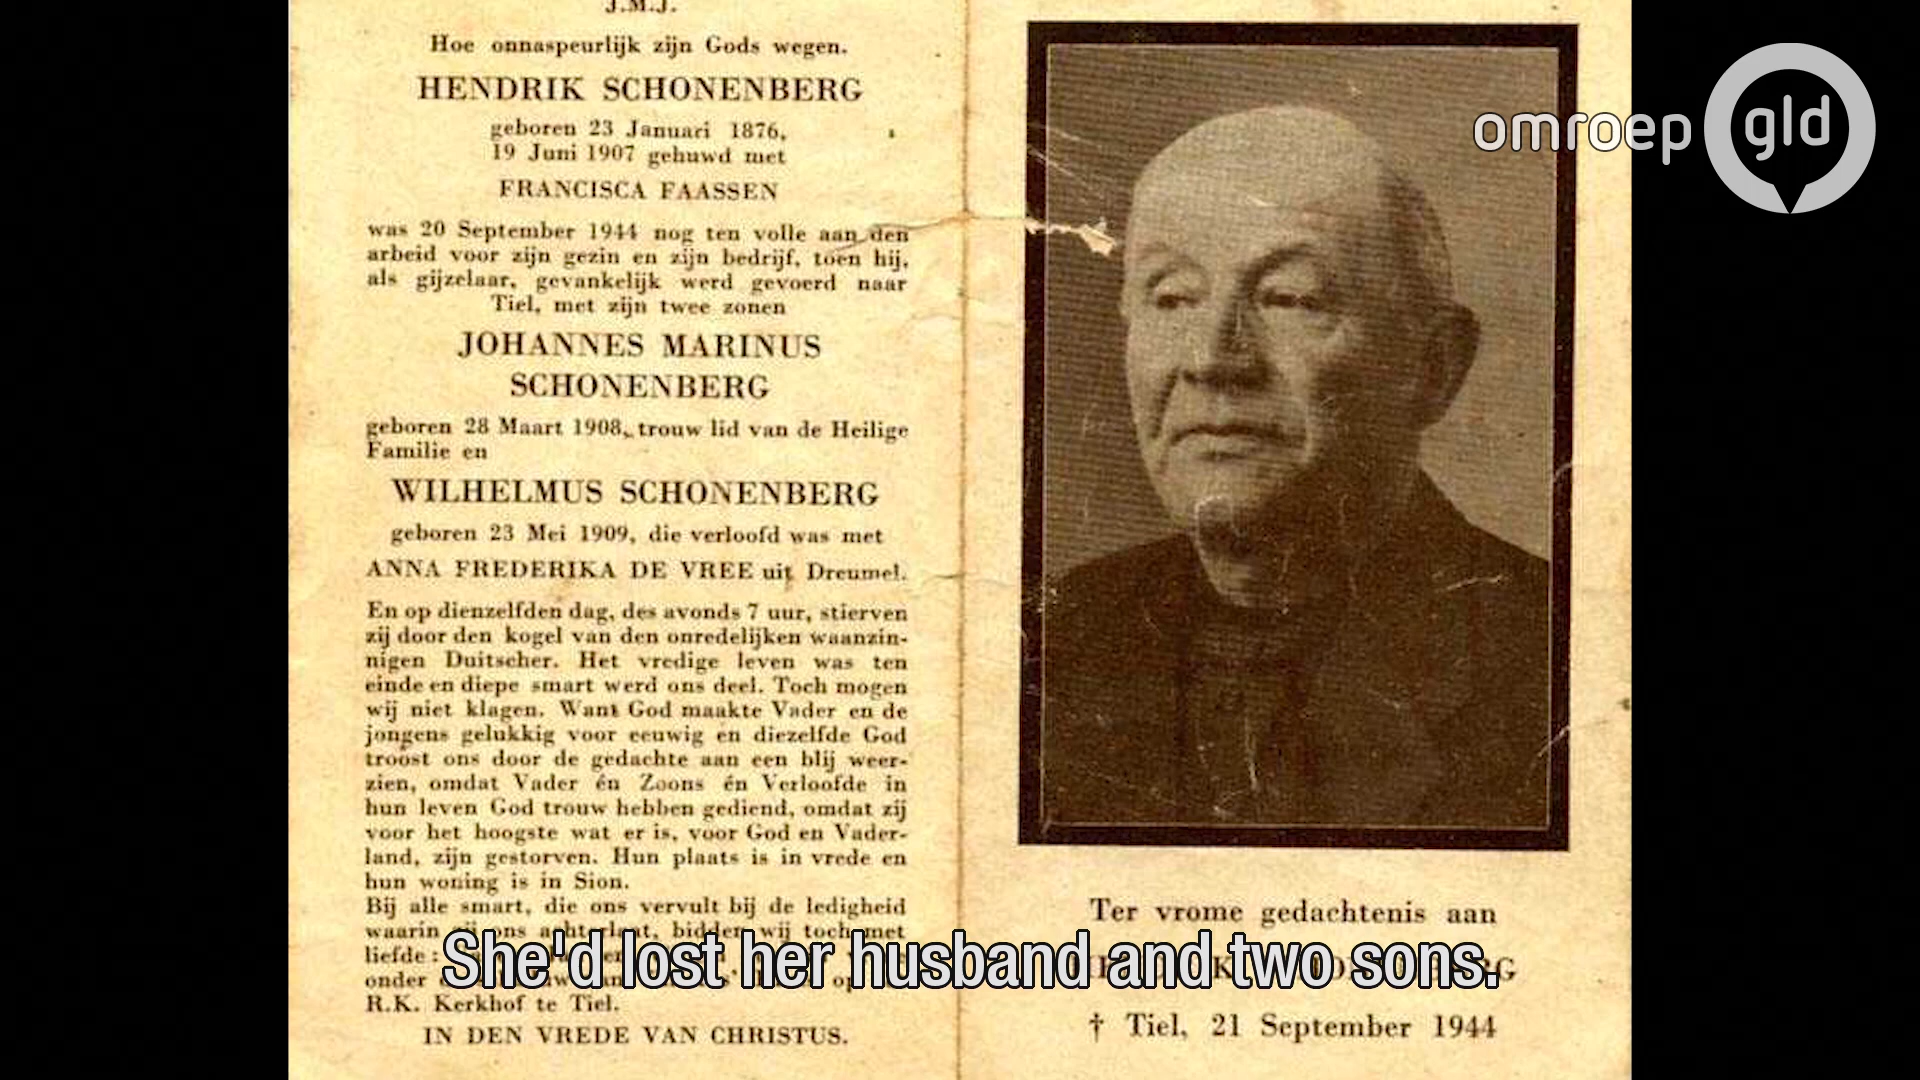 J.M.J.
Hoe onnaspeurlijk zijn Gods wegen.
HENDRIK SCHONENBERG
geboren 23 Januari 1876,
19 Juni 1907 gehuwd met
FRANCISCA FAASSEN
was 20 September 1944 nog ten volle aan den
arbeid voor zijn gezin en zijn bedrijf, toen hij,
als gijzelaar, gevankelijk werd gevoerd naar
Tiel, met zijn twee zonen
JOHANNES MARINUS
SCHONENBERG
geboren 28 Maart 1908, trouw lid van de Heilige
Familie en
WILHELMUS SCHONENBERG
geboren 23 Mei 1909, die verloofd was met
ANNA FREDERIKA DE VREE uit Dreumel.
En op dienzelfden dag, des avonds 7 uur, stierven
zij door den kogel van den onredelijken waanzin-
nigen Duitscher. Het vredige leven was ten
einde en diepe smart werd ons deel. Toch mogen
wij niet klagen. Want God maakte Vader en de
jongens gelukkig voor eeuwig en diezelfde God
troost ons door de gedachte aan een blij weer-
zien, omdat Vader én Zoons én Verloofde in
hun leven God trouw hebben gediend, omdat zij
voor het hoogste wat er is, voor God en Vader-
land, zijn gestorven. Hun plaats is in vrede en
hun woning is in Sion.
Bij alle smart, die ons vervult bij de ledigheid
waarin zij ons achterlaat, bidden wij toch met
liefde:
onder
R.K. Kerkhof te Tiel.
IN DEN VREDE VAN CHRISTUS.
omroep gld
Ter vrome gedachtenis aan
† Tiel, 21 September 1944
She'd lost her husband and two sons.